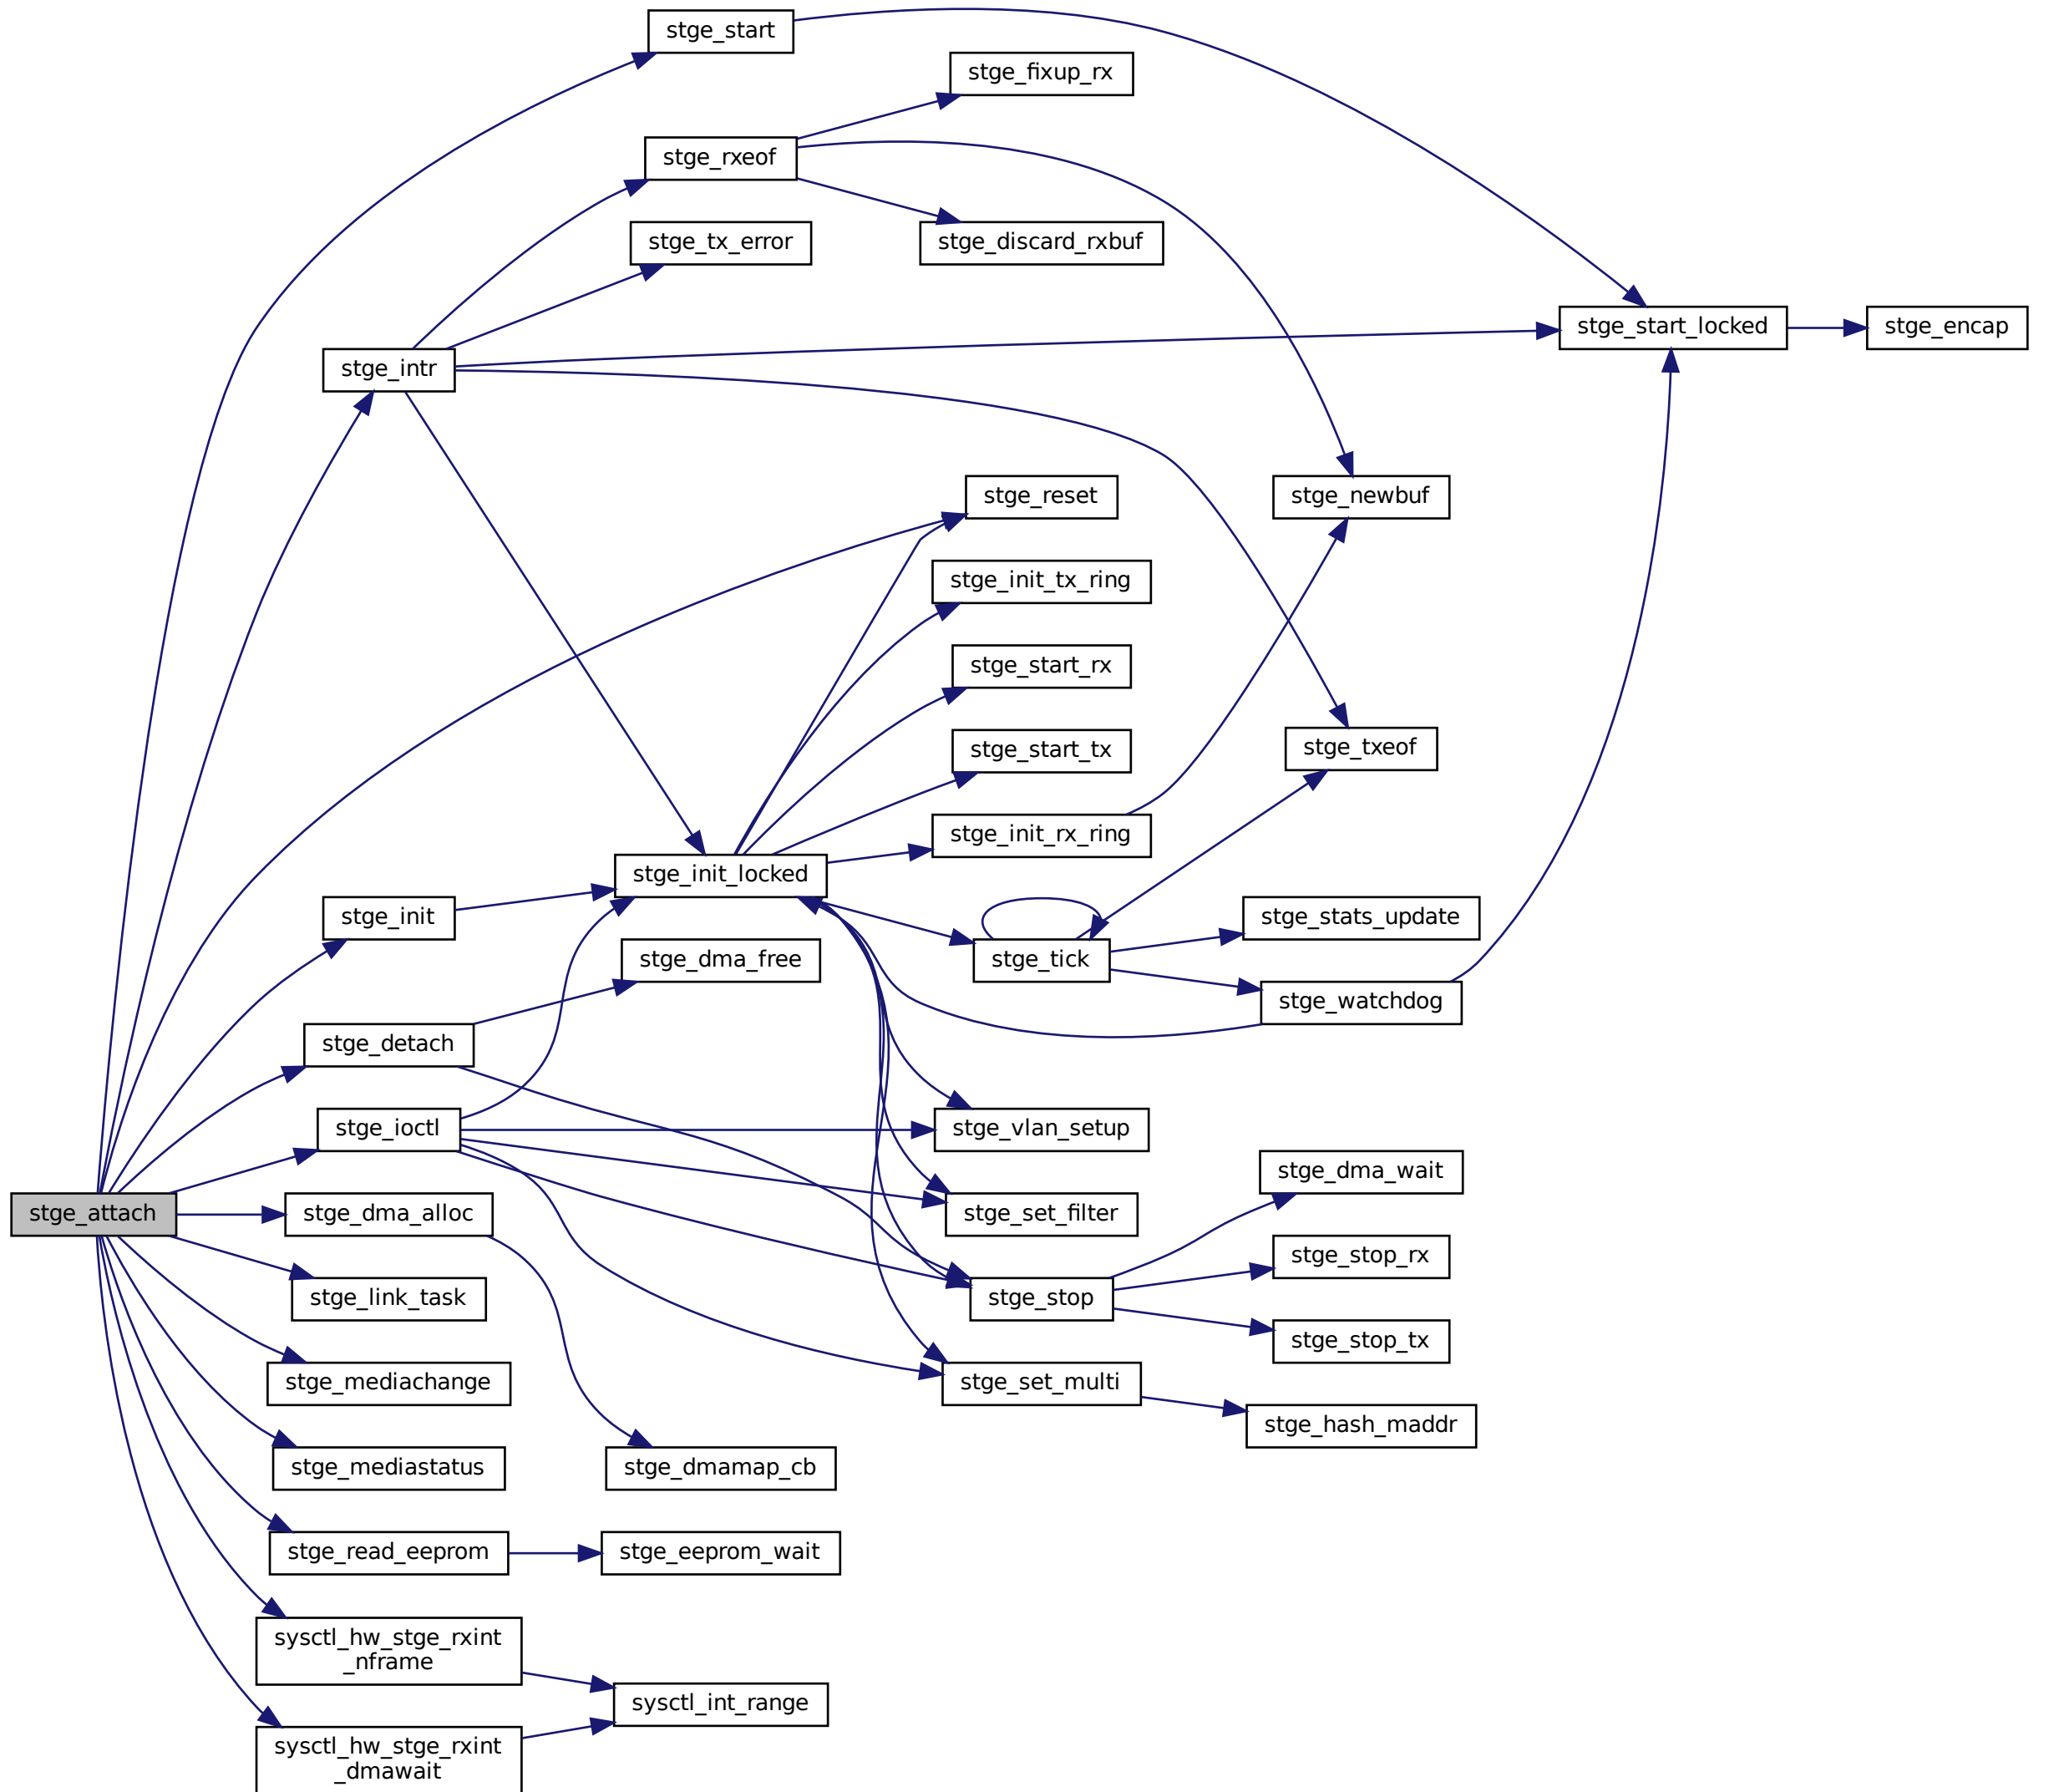 stge_start
stge_fixup_rx
stge_rxeof
stge_tx_error
stge_discard_rxbuf
stge_start_locked
stge_encap
stge_intr
stge_reset
stge_newbuf
stge_init_tx_ring
stge_start_rx
stge_start_tx
stge_txeof
stge_init_rx_ring
stge_init_locked
stge_init
stge_stats_update
stge_dma_free
stge_tick
stge_watchdog
stge_detach
stge_ioctl
stge_vlan_setup
stge_dma_wait
stge_attach
stge_dma_alloc
stge_set_filter
stge_stop_rx
stge_link_task
stge_stop
stge_stop_tx
stge_mediachange
stge_set_multi
stge_hash_maddr
stge_mediastatus
stge_dmamap_cb
stge_read_eeprom
stge_eeprom_wait
sysctl_hw_stge_rxint
_nframe
sysctl_int_range
sysctl_hw_stge_rxint
_dmawait